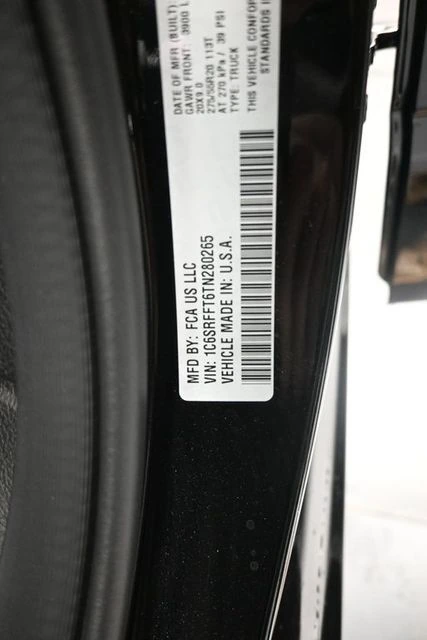 MFD BY: FCA US LLC
VIN: 1C6SRFFT6TN280265
VEHICLE MADE IN: U.S.A.
DATE OF MFR (BUILT)
GAWR FRONT: 3900 L
20X9.0
275/55R20 113T
AT 270 kPa / 39 PSI
TYPE: TRUCK
THIS VEHICLE CONFOR
STANDARDS I